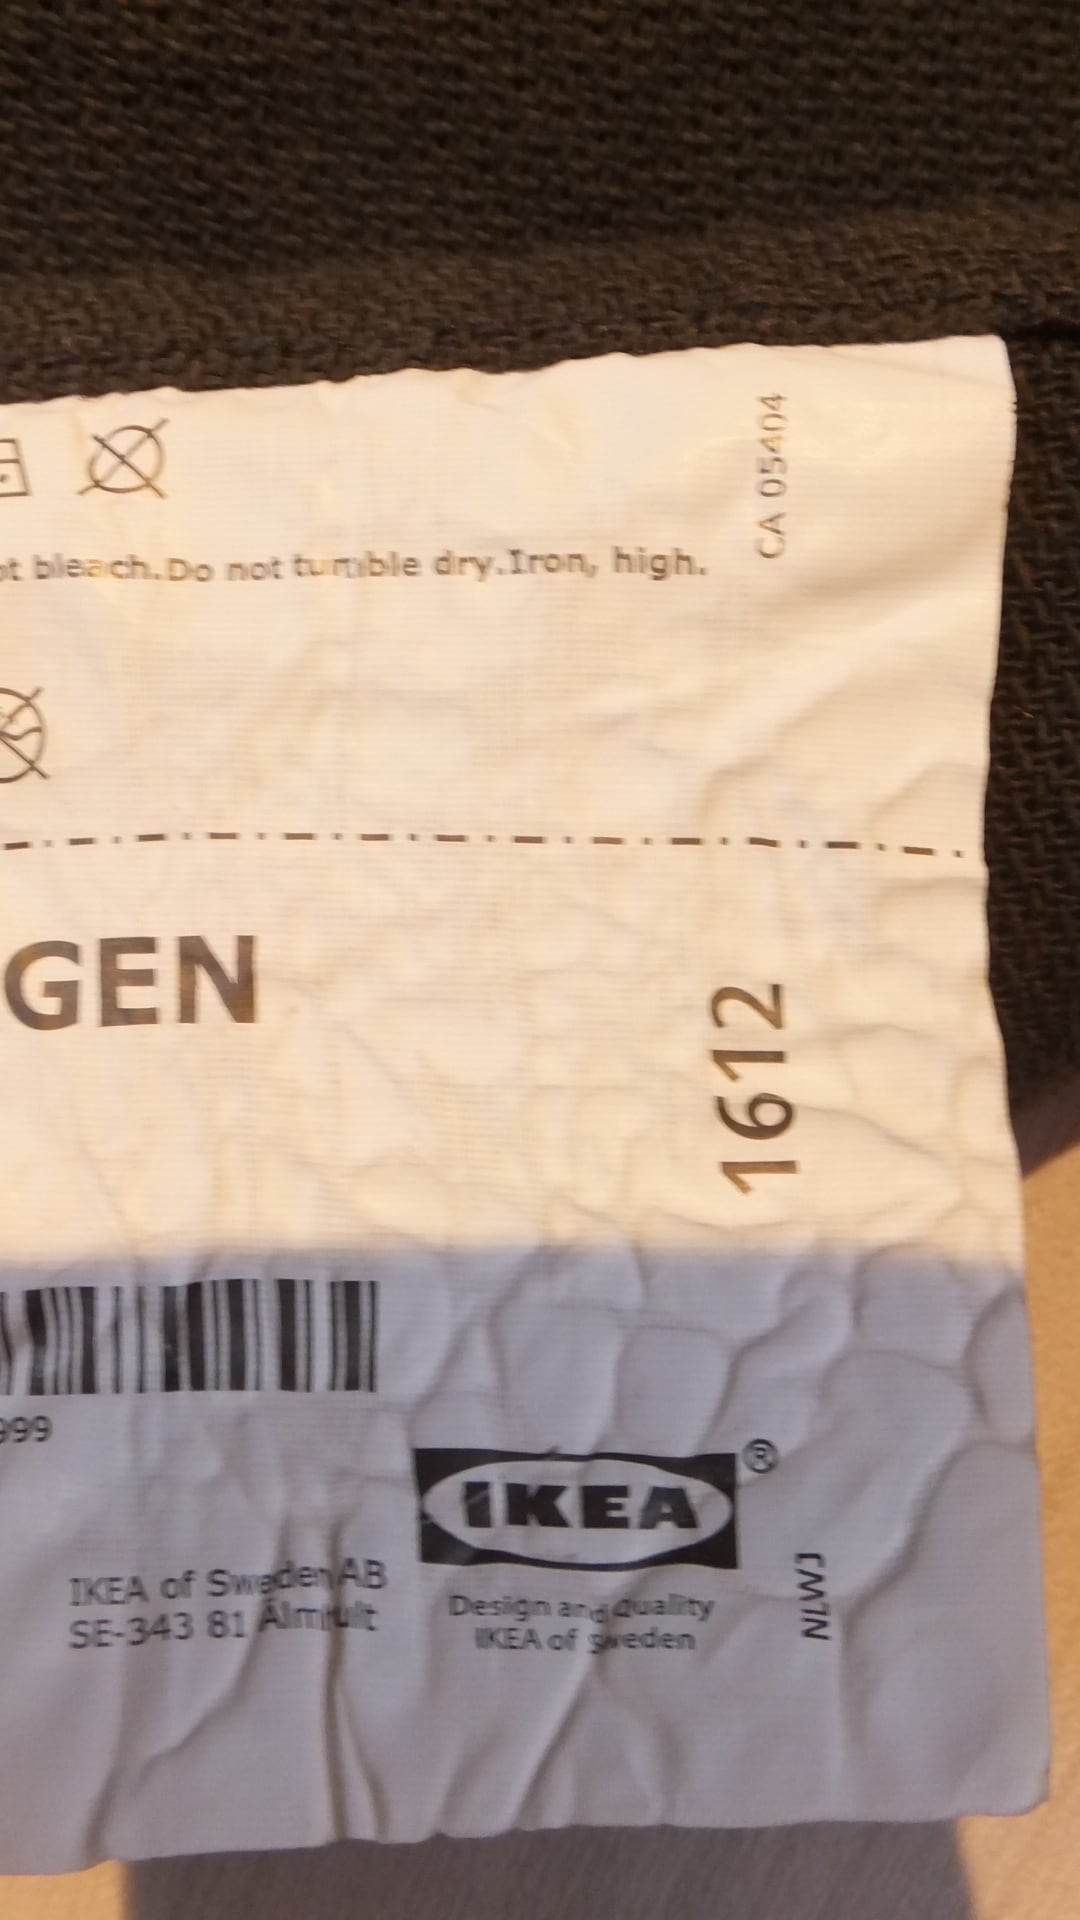 CA 05404
ot bleach.Do not tumble dry.Iron, high.
GEN
1612
999
IKEA®
IKEA of Sweden AB
SE-343 81 Älmhult
Design and Quality
IKEA of Sweden
NLWJ